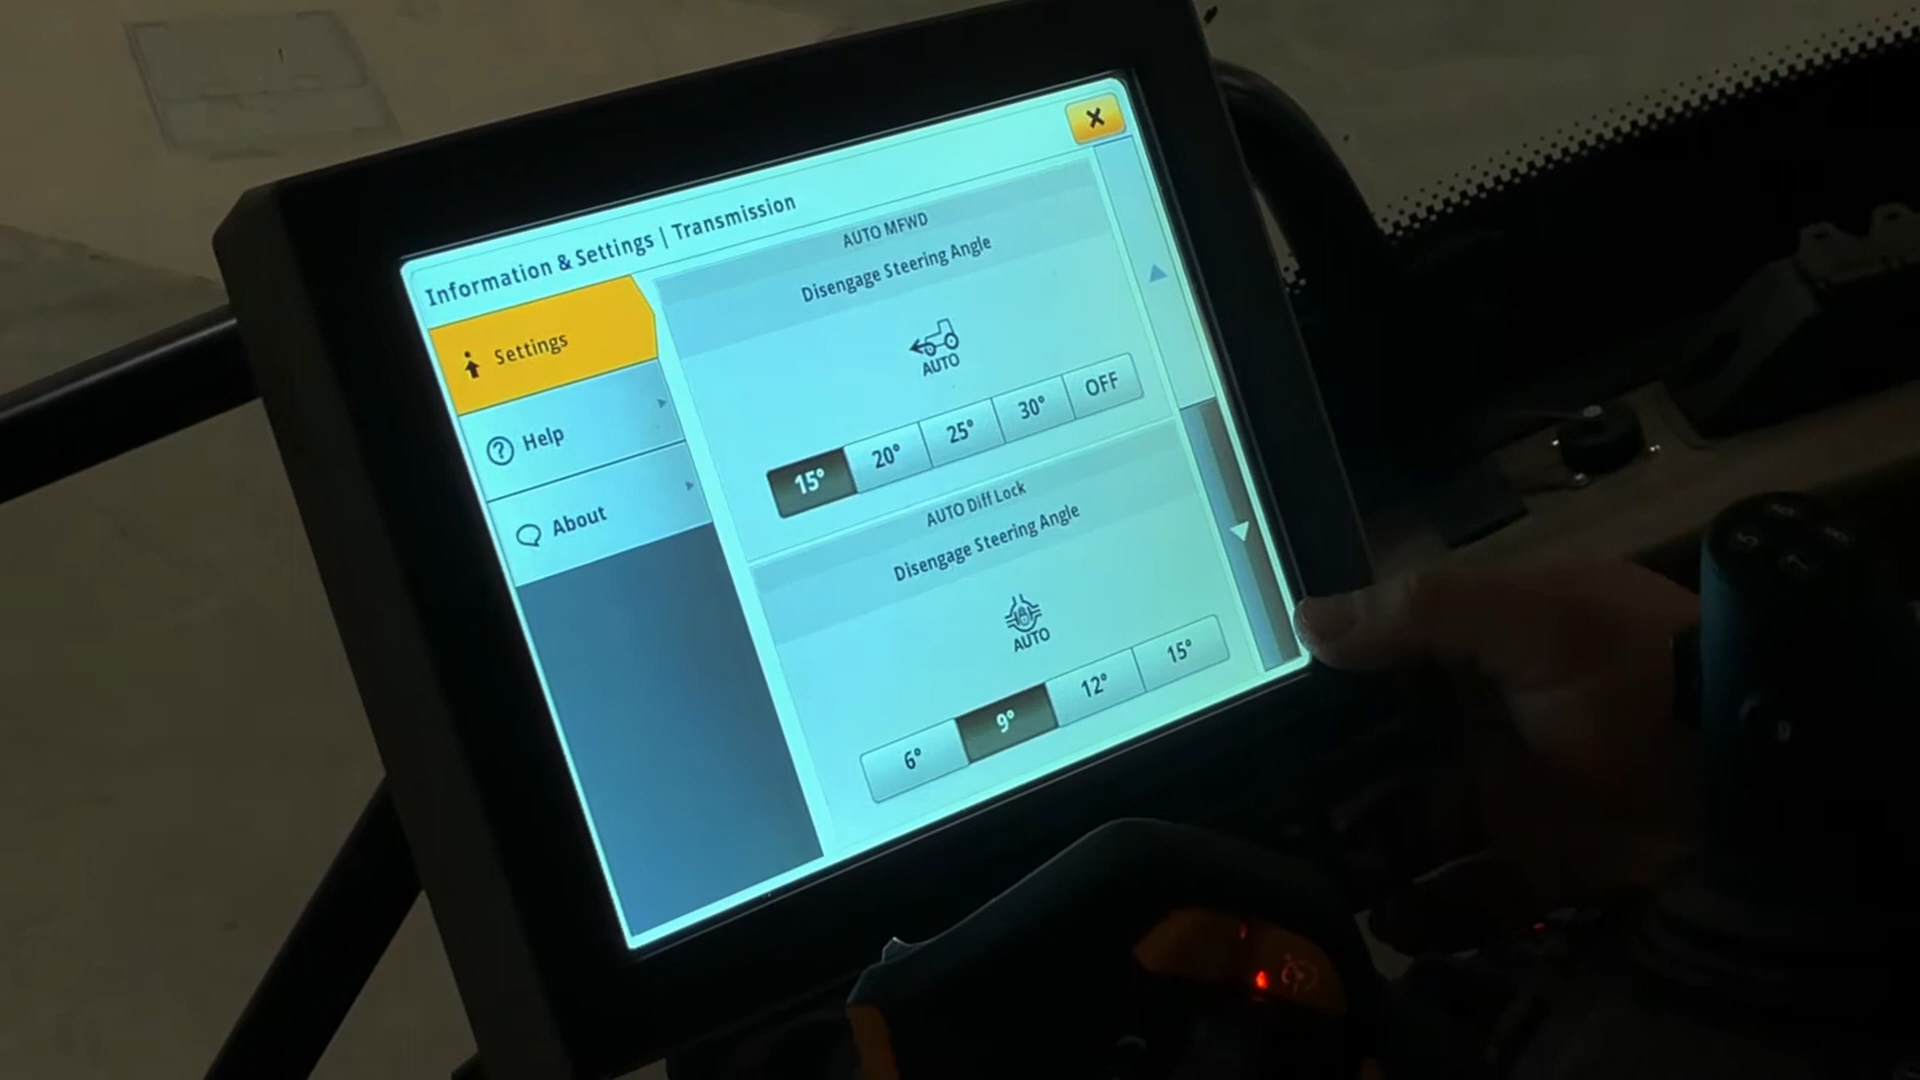 Information & Settings | Transmission
Settings
Help
About
AUTO MFWD
Disengage Steering Angle
AUTO
15° 20° 25° 30° OFF
AUTO Diff Lock
Disengage Steering Angle
AUTO
6° 9° 12° 15°